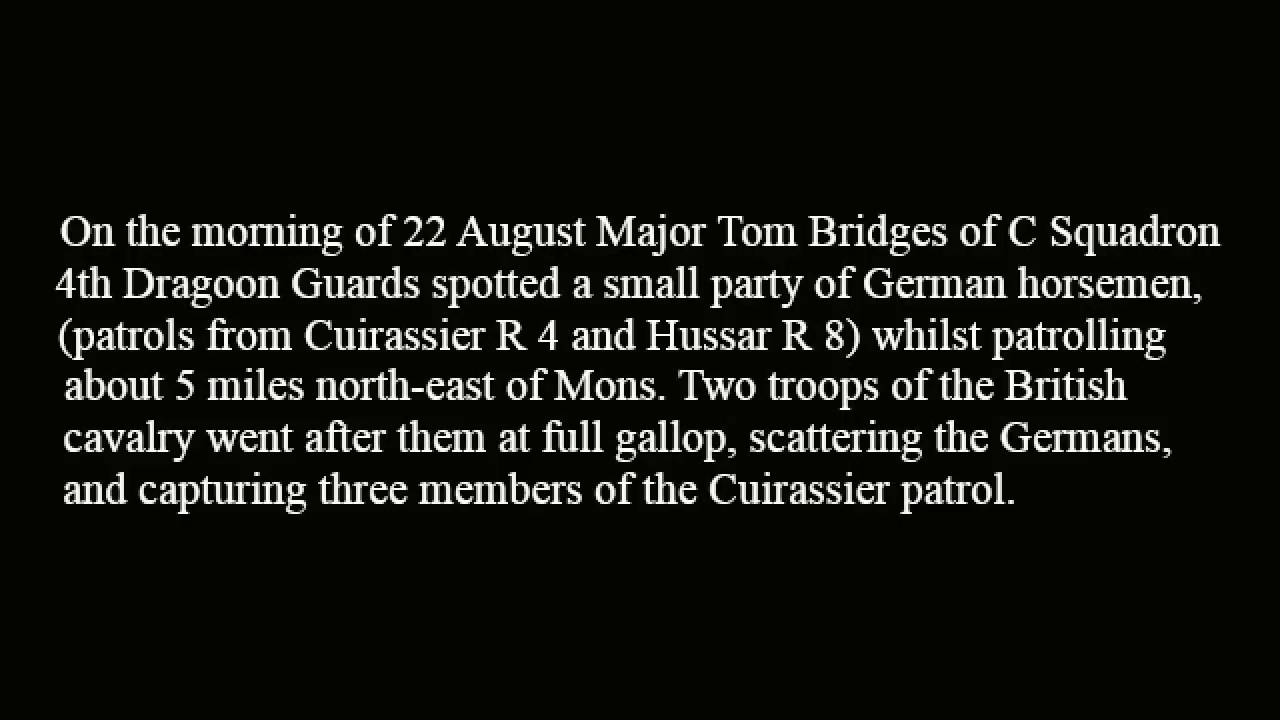 On the morning of 22 August Major Tom Bridges of C Squadron
4th Dragoon Guards spotted a small party of German horsemen,
(patrols from Cuirassier R 4 and Hussar R 8) whilst patrolling
about 5 miles north-east of Mons. Two troops of the British
cavalry went after them at full gallop, scattering the Germans,
and capturing three members of the Cuirassier patrol.